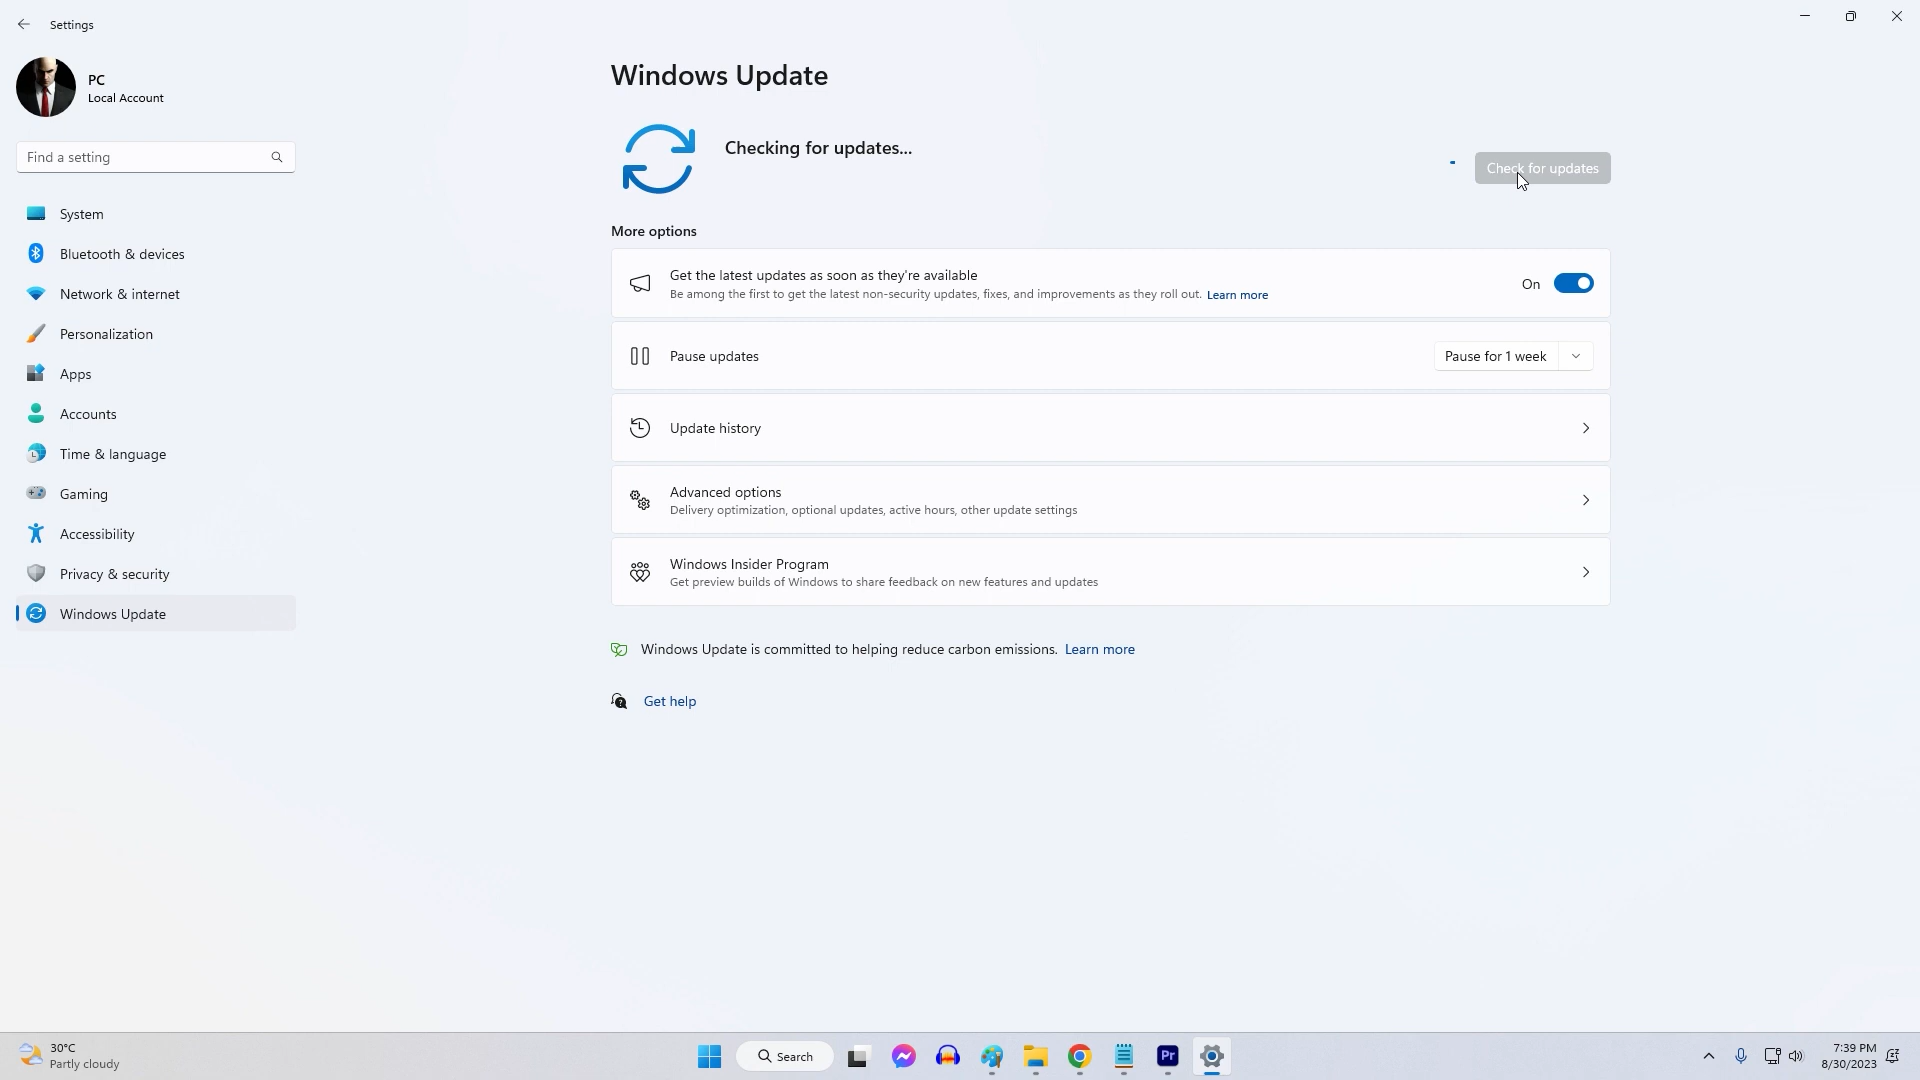 Settings
PC
Local Account
Find a setting
System
Bluetooth & devices
Network & internet
Personalization
Apps
Accounts
Time & language
Gaming
Accessibility
Privacy & security
Windows Update
Windows Update
Checking for updates...
Check for updates
More options
Get the latest updates as soon as they're available
Be among the first to get the latest non-security updates, fixes, and improvements as they roll out. Learn more
On
Pause updates
Pause for 1 week
Update history
Advanced options
Delivery optimization, optional updates, active hours, other update settings
Windows Insider Program
Get preview builds of Windows to share feedback on new features and updates
Windows Update is committed to helping reduce carbon emissions. Learn more
Get help
30°C
Partly cloudy
Search
Pr
7:39 PM
8/30/2023